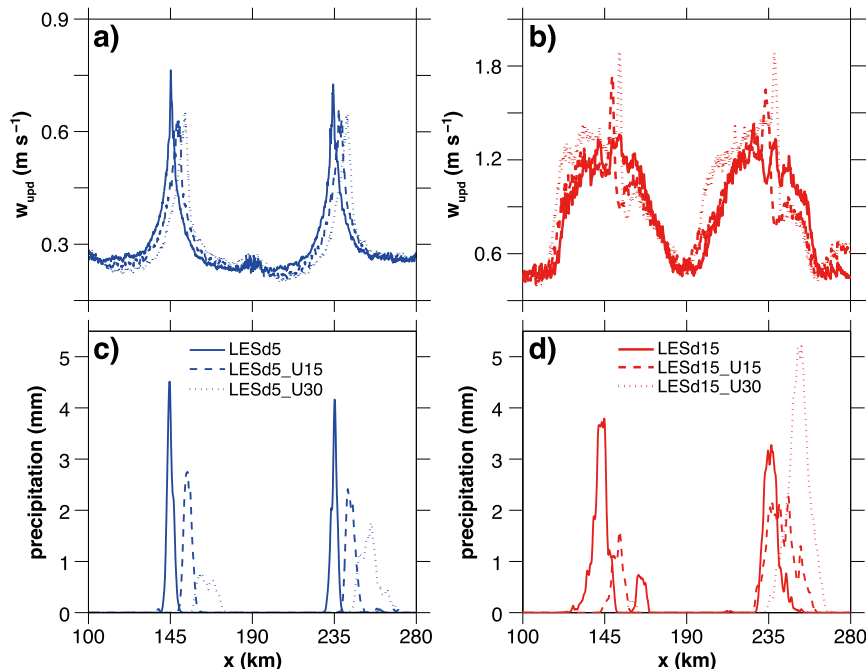 a)
0.9
0.6
0.3
w_upd (m s⁻¹)
b)
1.8
1.2
0.6
w_upd (m s⁻¹)
c)
LESd5
LESd5_U15
LESd5_U30
5
4
3
2
1
0
precipitation (mm)
100
145
190
235
280
x (km)
d)
LESd15
LESd15_U15
LESd15_U30
5
4
3
2
1
0
precipitation (mm)
100
145
190
235
280
x (km)